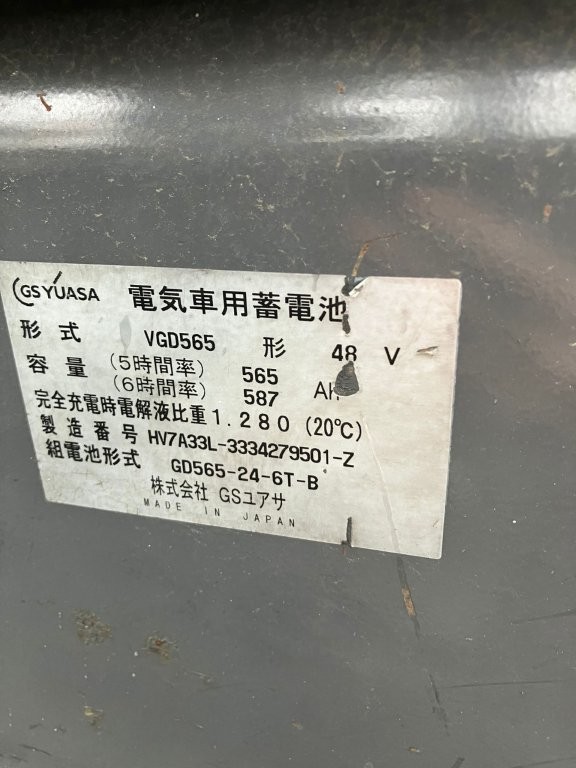 GS YUASA 電気車用蓄電池
形式 VGD565 形 48 V
容量 (5時間率) 565 Ah
(6時間率) 587
完全充電時電解液比重1.280 (20℃)
製造番号 HV7A33L-3334279501-Z
組電池形式 GD565-24-6T-B
株式会社 GSユアサ
MADE IN JAPAN